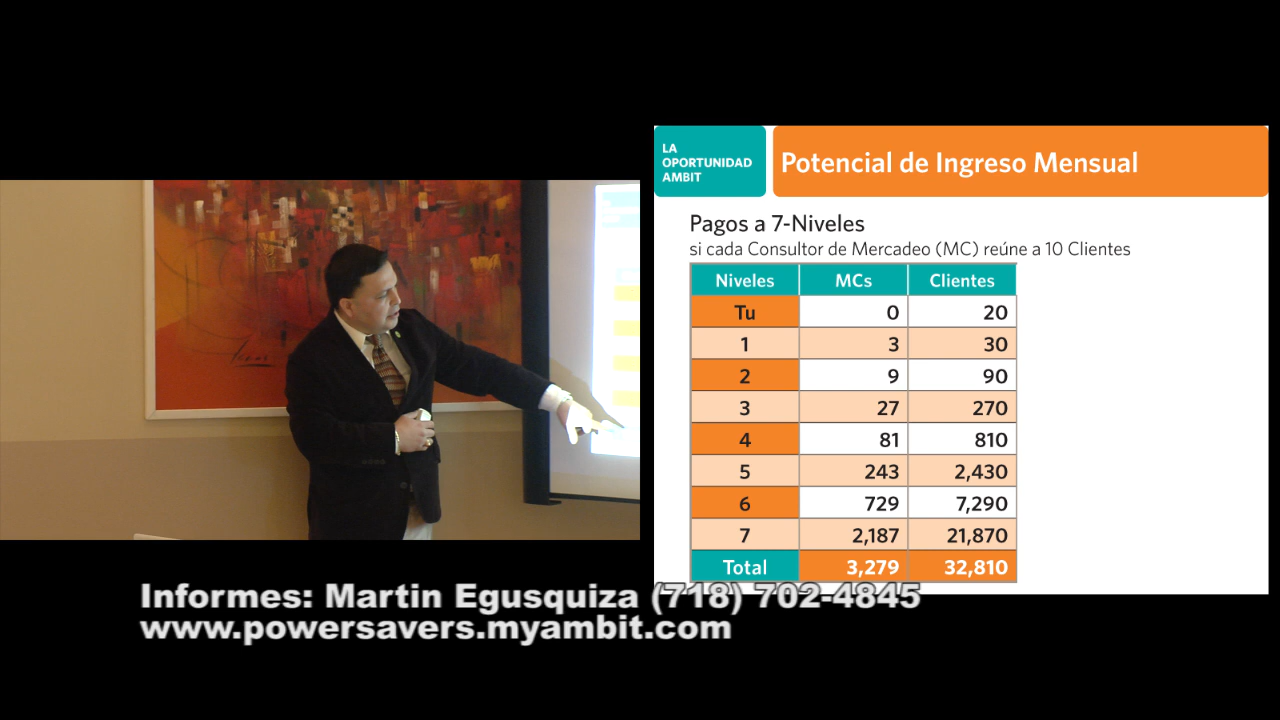 LA
OPORTUNIDAD
AMBIT
Potencial de Ingreso Mensual
Pagos a 7-Niveles
si cada Consultor de Mercadeo (MC) reúne a 10 Clientes
Niveles MCs Clientes
Tu 0 20
1 3 30
2 9 90
3 27 270
4 81 810
5 243 2,430
6 729 7,290
7 2,187 21,870
Total 3,279 32,810
Informes: Martin Egusquiza (718) 702-4845
www.powersavers.myambit.com